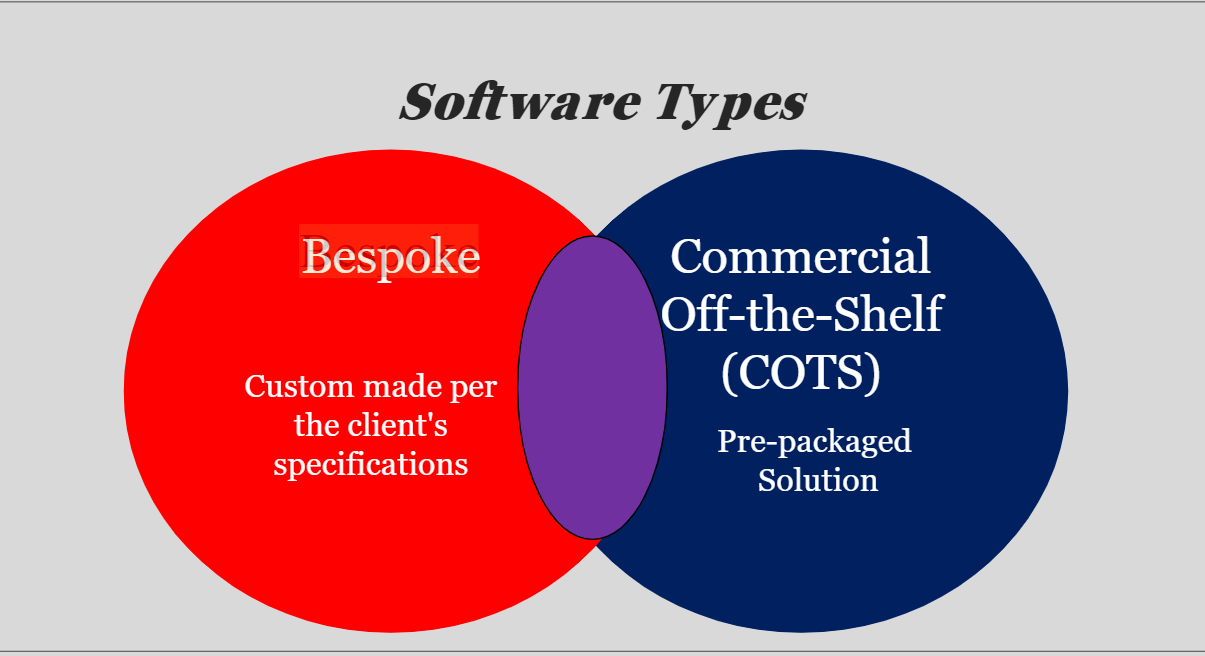 Software Types
Bespoke
Custom made per
the client's
specifications
Commercial
Off-the-Shelf
(COTS)
Pre-packaged
Solution